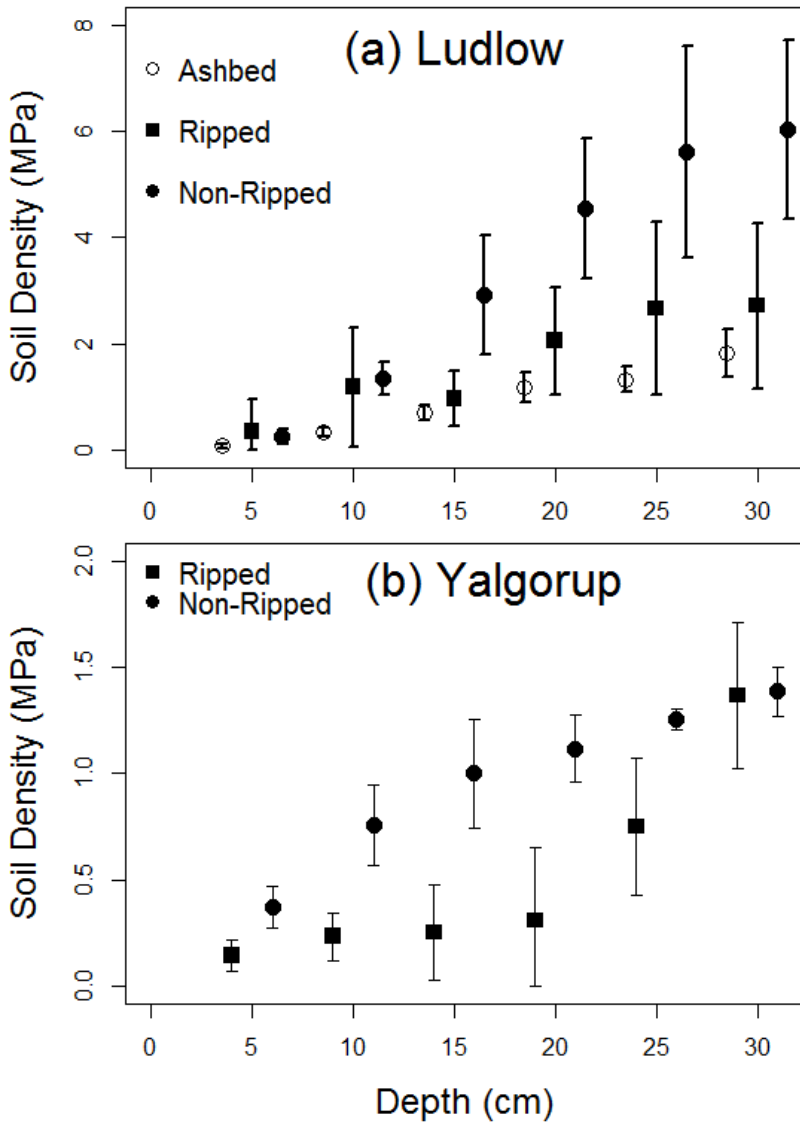 (a) Ludlow
Ashbed
Ripped
Non-Ripped
Soil Density (MPa)
8
6
4
2
0
0 5 10 15 20 25 30
(b) Yalgorup
Ripped
Non-Ripped
Soil Density (MPa)
2.0
1.5
1.0
0.5
0.0
0 5 10 15 20 25 30
Depth (cm)